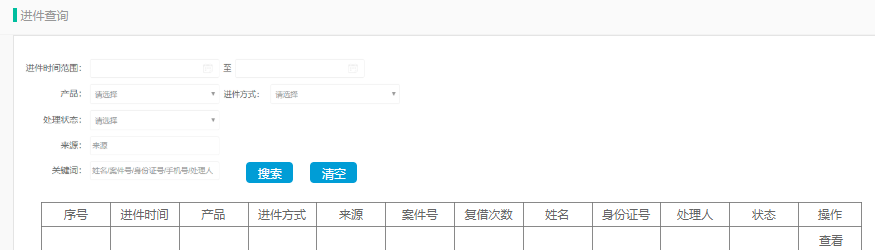 进件查询
进件时间范围： 至
产品： 请选择 进件方式： 请选择
处理状态： 请选择
来源： 来源
关键词： 姓名/案件号/身份证号/手机号/处理人 搜索 清空
序号 进件时间 产品 进件方式 来源 案件号 复借次数 姓名 身份证号 处理人 状态 操作
查看